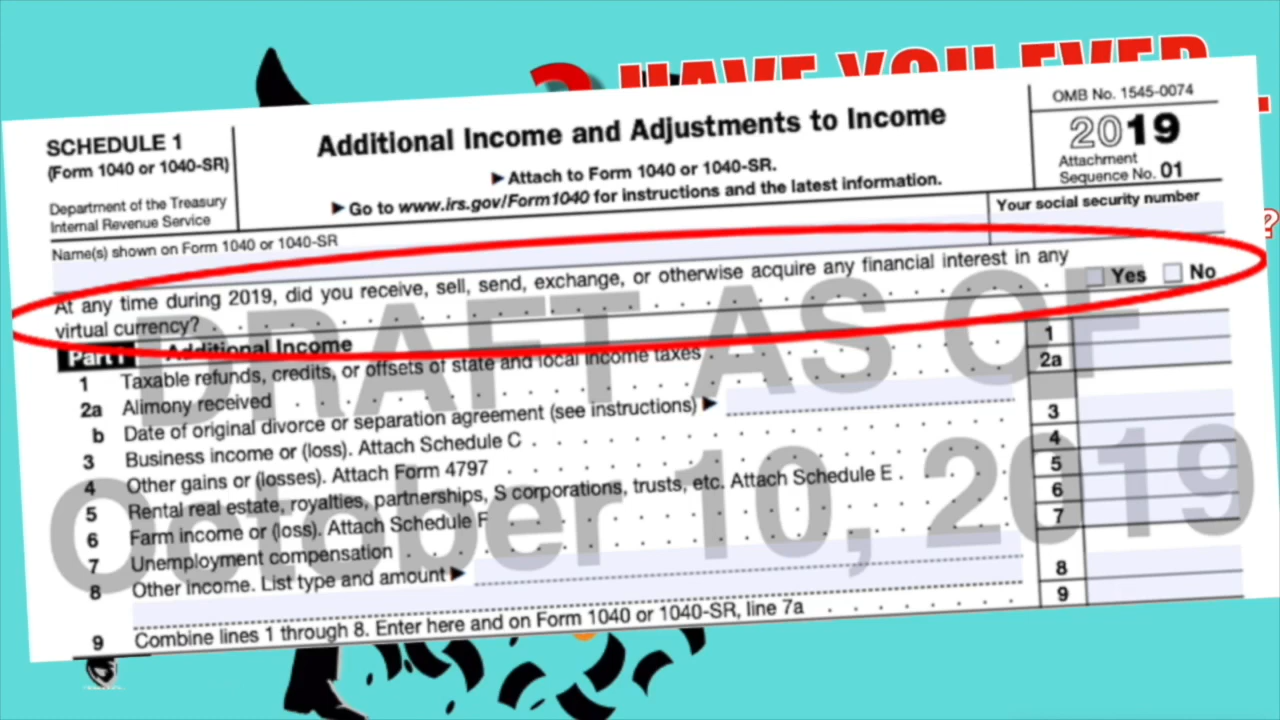 2 HAVE YOU EVER
SCHEDULE 1
(Form 1040 or 1040-SR)
Department of the Treasury
Internal Revenue Service
Additional Income and Adjustments to Income
▶ Attach to Form 1040 or 1040-SR.
▶ Go to www.irs.gov/Form1040 for instructions and the latest information.
OMB No. 1545-0074
2019
Attachment
Sequence No. 01
Name(s) shown on Form 1040 or 1040-SR
Your social security number
At any time during 2019, did you receive, sell, send, exchange, or otherwise acquire any financial interest in any
virtual currency? . . . . . . . . . . . . . . . . . . . . Yes No
Part I Additional Income
1 Taxable refunds, credits, or offsets of state and local income taxes . . . . . . . . 1
2a Alimony received . . . . . . . . . . . . . . . . . . . . 2a
b Date of original divorce or separation agreement (see instructions) ▶
3 Business income or (loss). Attach Schedule C . . . . . . . . . . . . . . 3
4 Other gains or (losses). Attach Form 4797 . . . . . . . . . . . . . . . 4
5 Rental real estate, royalties, partnerships, S corporations, trusts, etc. Attach Schedule E . 5
6 Farm income or (loss). Attach Schedule F . . . . . . . . . . . . . . . 6
7 Unemployment compensation . . . . . . . . . . . . . . . . . . 7
8 Other income. List type and amount ▶
8
9 Combine lines 1 through 8. Enter here and on Form 1040 or 1040-SR, line 7a . . . . . 9
DRAFT AS OF
October 10, 2019
?